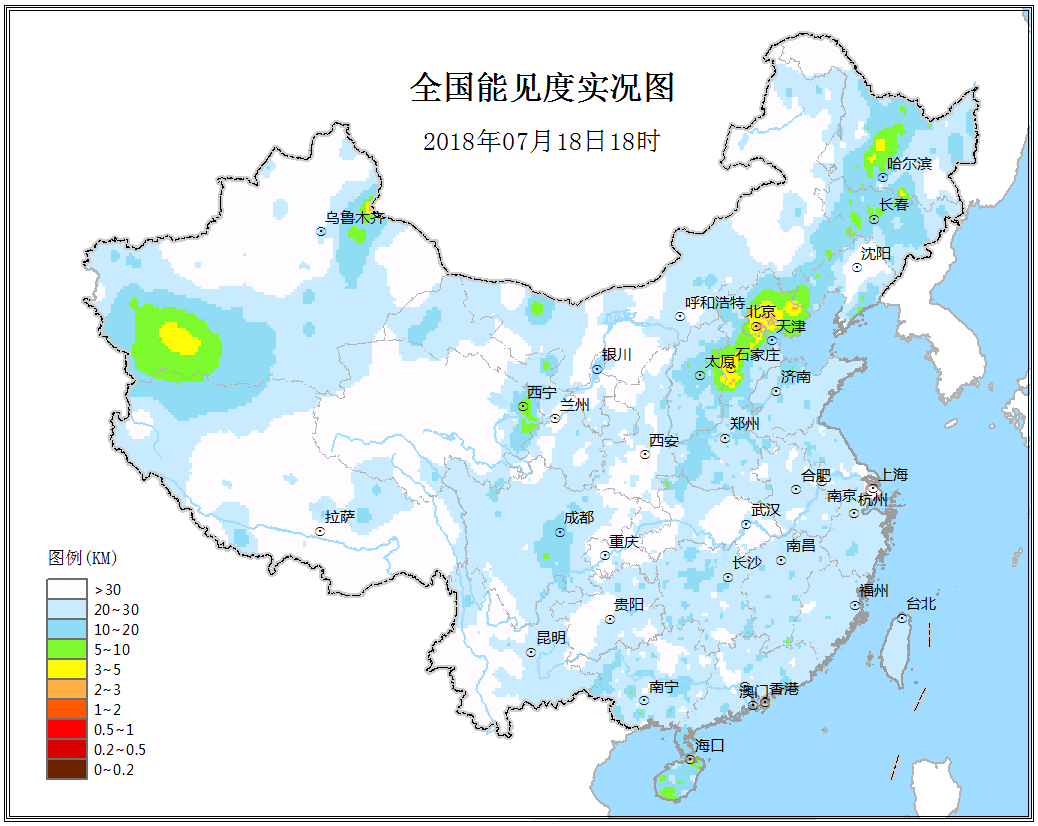 全国能见度实况图
2018年07月18日18时
哈尔滨
长春
乌鲁木齐
沈阳
呼和浩特
北京
天津
银川
太原
石家庄
济南
西宁
兰州
郑州
西安
合肥
上海
南京
杭州
拉萨
成都
武汉
重庆
南昌
长沙
贵阳
福州
台北
昆明
南宁
澳门
香港
海口
图例(KM)
>30
20~30
10~20
5~10
3~5
2~3
1~2
0.5~1
0.2~0.5
0~0.2